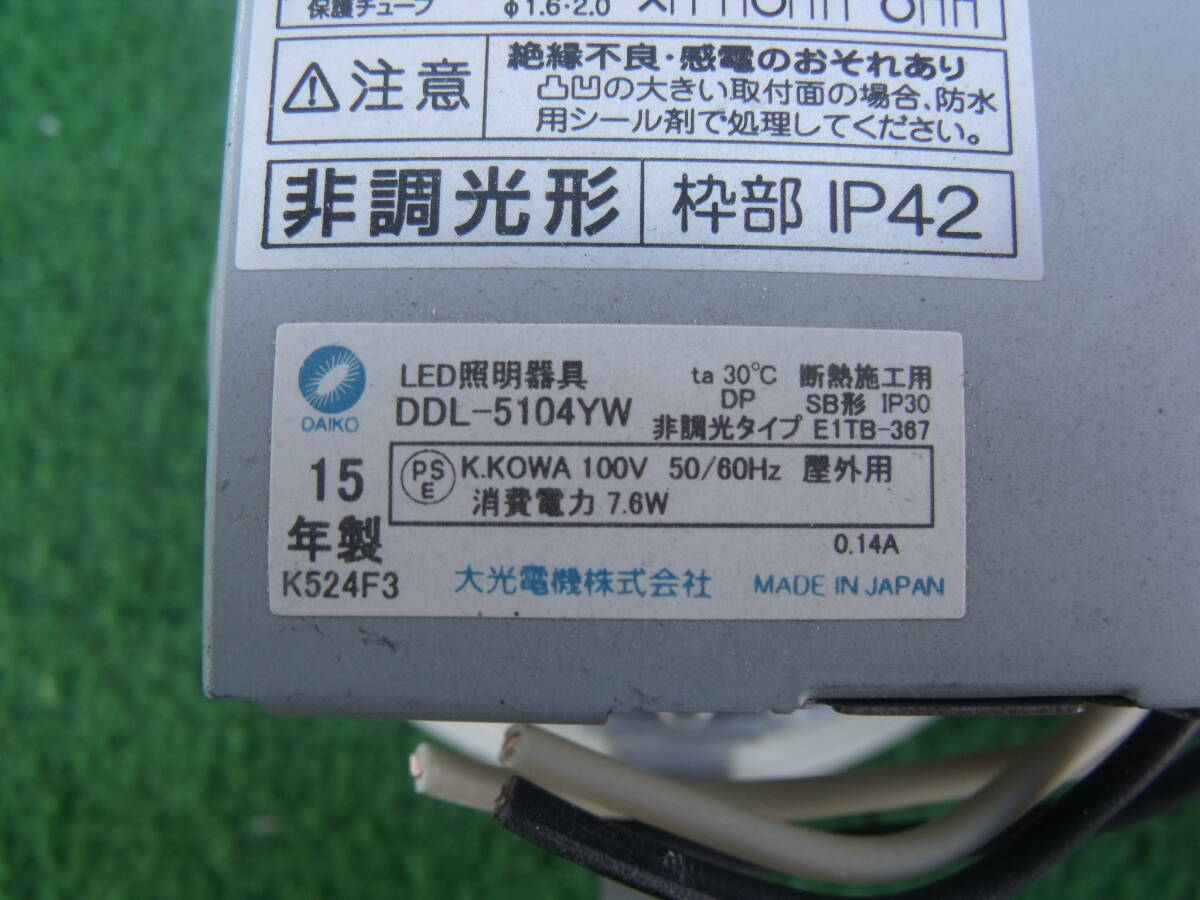 保護チューブ φ1.6・2.0
注意
絶縁不良・感電のおそれあり
凸凹の大きい取付面の場合、防水
用シール剤で処理してください。
非調光形 枠部 IP42
DAIKO
LED照明器具 ta 30℃ 断熱施工用
DDL-5104YW DP SB形 IP30
非調光タイプ E1TB-367
15
年製
K524F3
PS
E
K.KOWA 100V 50/60Hz 屋外用
消費電力 7.6W
0.14A
大光電機株式会社 MADE IN JAPAN